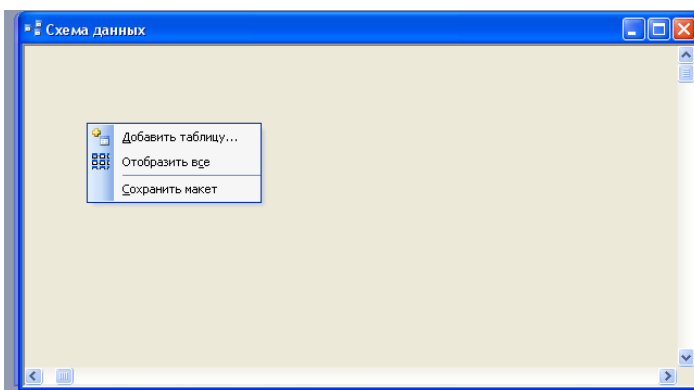 Схема данных
Добавить таблицу...
Отобразить все
Сохранить макет